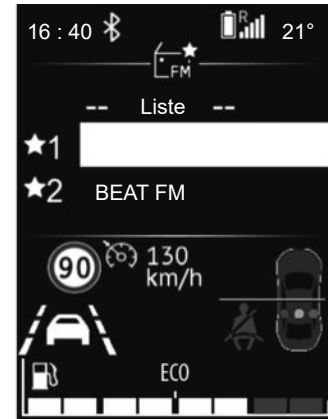 16 : 40 R 21°
FM
-- Liste --
★1
★2 BEAT FM
90 130
km/h
ECO